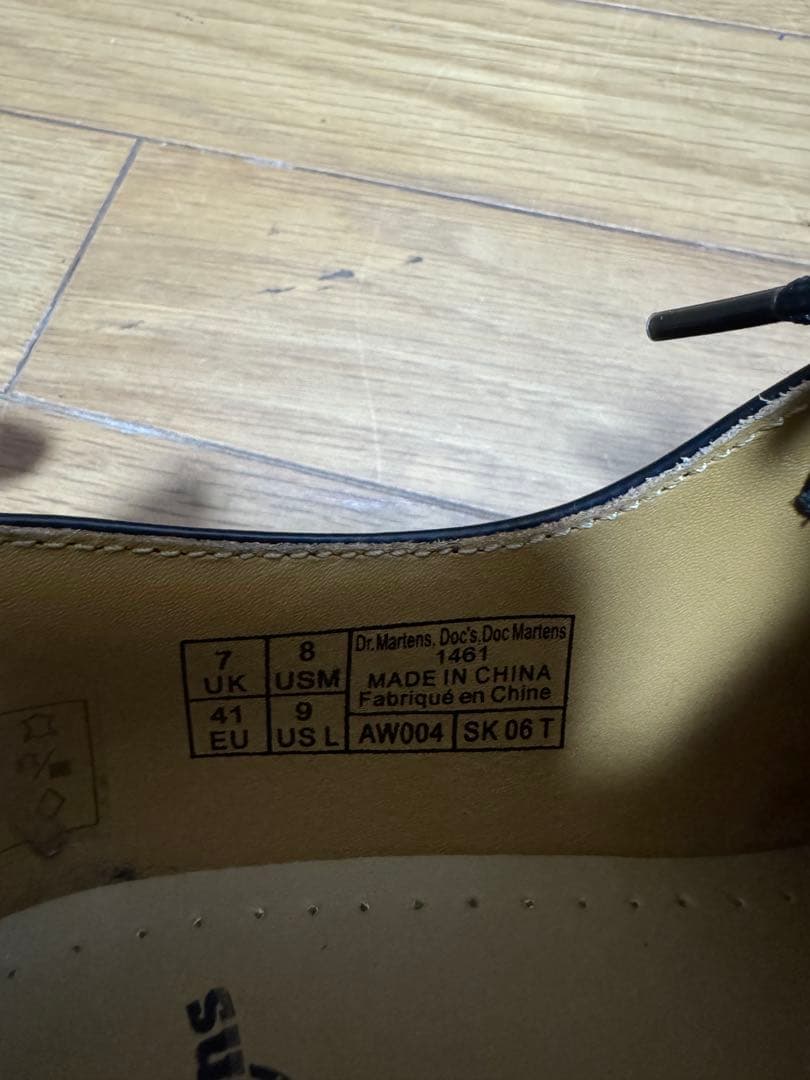 7
UK
8
USM
41
EU
9
US L
Dr.Martens, Doc's,Doc Martens
1461
MADE IN CHINA
Fabriqué en Chine
AW004
SK 06 T
ns